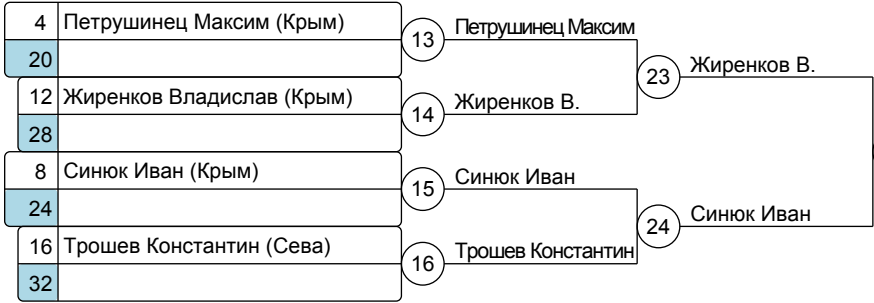 4 Петрушинец Максим (Крым)
20
13
Петрушинец Максим
12 Жиренков Владислав (Крым)
28
14
Жиренков В.
23
Жиренков В.
8 Синюк Иван (Крым)
24
15
Синюк Иван
16 Трошев Константин (Сева)
32
16
Трошев Константин
24
Синюк Иван